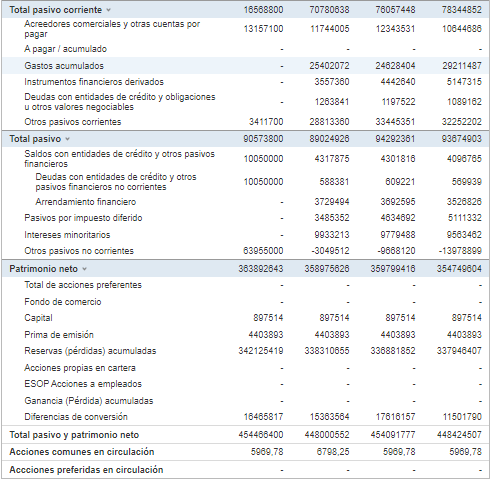 Total pasivo corriente 16568800 70780638 76057448 78344852
Acreedores comerciales y otras cuentas por
pagar 13157100 11744005 12343531 10644686
A pagar / acumulado - - - -
Gastos acumulados - 25402072 24628404 29211487
Instrumentos financieros derivados - 3557360 4442640 5147315
Deudas con entidades de crédito y obligaciones
u otros valores negociables - 1263841 1197522 1089162
Otros pasivos corrientes 3411700 28813360 33445351 32252202
Total pasivo 90573800 89024926 94292361 93674903
Saldos con entidades de crédito y otros pasivos
financieros 10050000 4317875 4301816 4096765
Deudas con entidades de crédito y otros
pasivos financieros no corrientes 10050000 588381 609221 569939
Arrendamiento financiero - 3729494 3692595 3526826
Pasivos por impuesto diferido - 3485352 4634692 5111332
Intereses minoritarios - 9933213 9779488 9563462
Otros pasivos no corrientes 63955000 -3049512 -9668120 -13978899
Patrimonio neto 363892643 358975626 359799416 354749604
Total de acciones preferentes - - - -
Fondo de comercio - - - -
Capital 897514 897514 897514 897514
Prima de emisión 4403893 4403893 4403893 4403893
Reservas (pérdidas) acumuladas 342125419 338310655 336881852 337946407
Acciones propias en cartera - - - -
ESOP Acciones a empleados - - - -
Ganancia (Pérdida) acumuladas - - - -
Diferencias de conversión 16465817 15363564 17616157 11501790
Total pasivo y patrimonio neto 454466400 448000552 454091777 448424507
Acciones comunes en circulación 5969,78 6798,25 5969,78 5969,78
Accciones preferidas en circulación - - - -